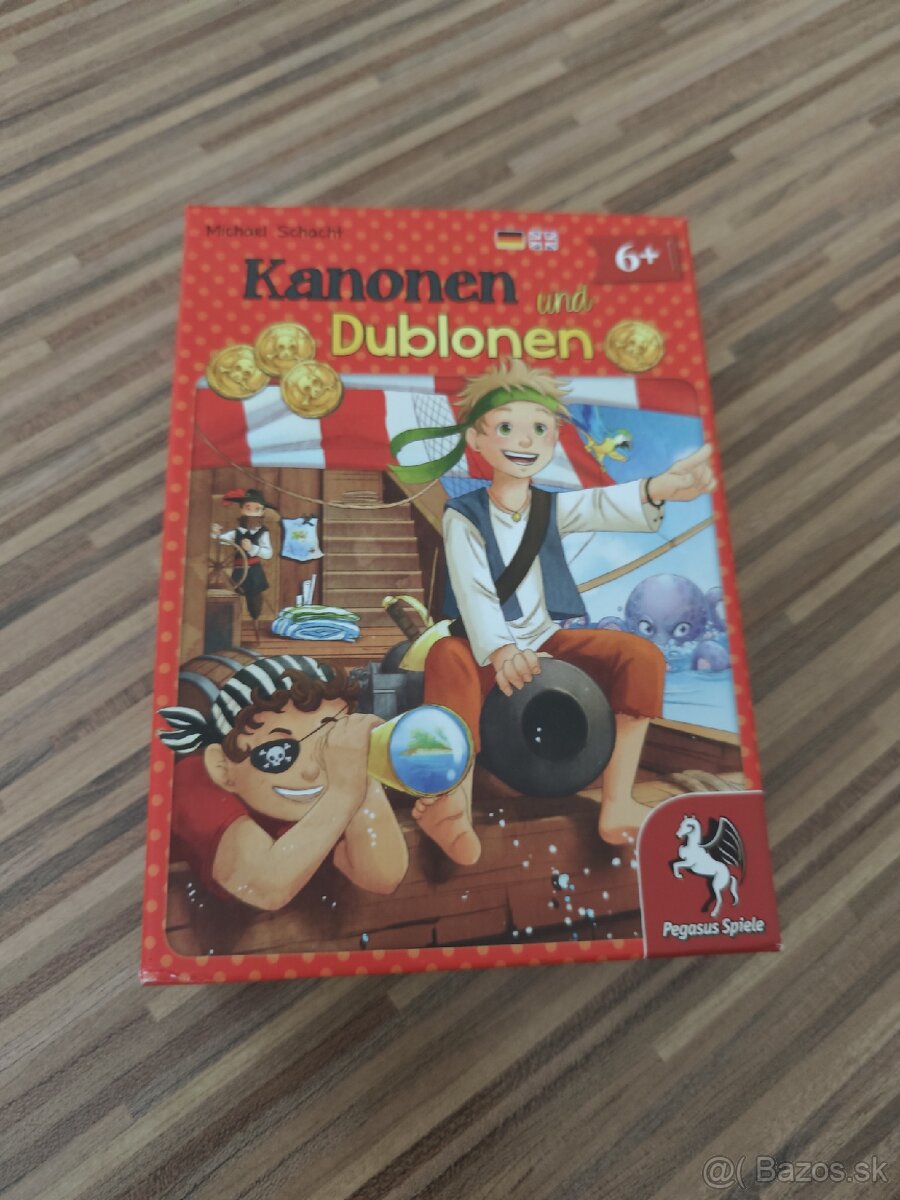 Michael Schacht
6+
Kanonen
und
Dublonen
Pegasus Spiele
@( Bazos.sk